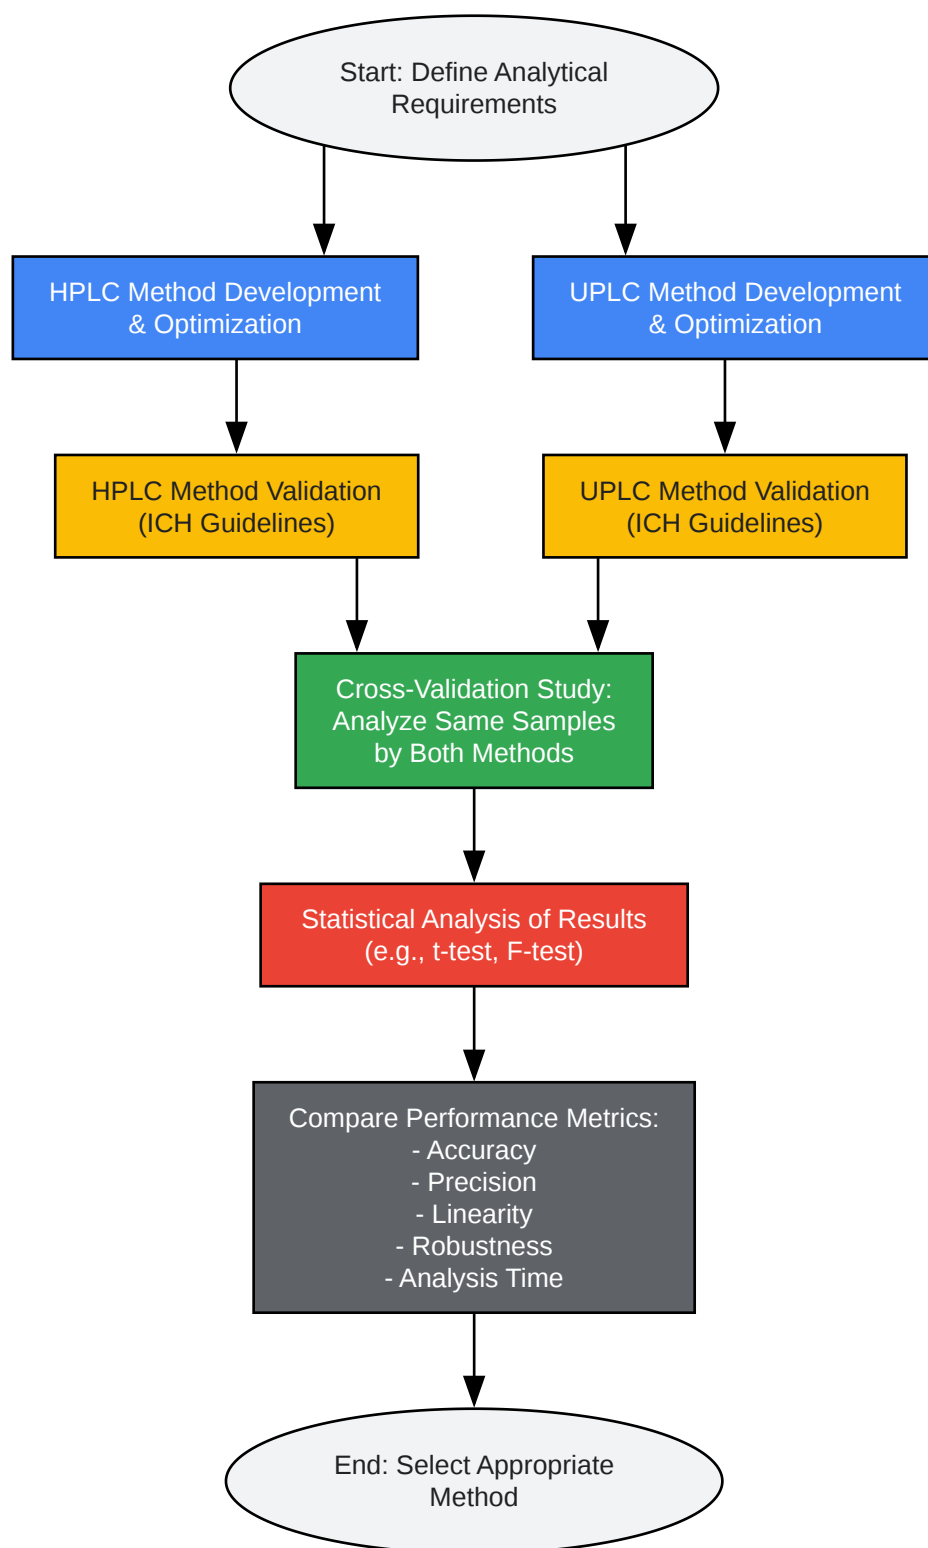 Start: Define Analytical
Requirements
HPLC Method Development
& Optimization
UPLC Method Development
& Optimization
HPLC Method Validation
(ICH Guidelines)
UPLC Method Validation
(ICH Guidelines)
Cross-Validation Study:
Analyze Same Samples
by Both Methods
Statistical Analysis of Results
(e.g., t-test, F-test)
Compare Performance Metrics:
- Accuracy
- Precision
- Linearity
- Robustness
- Analysis Time
End: Select Appropriate
Method